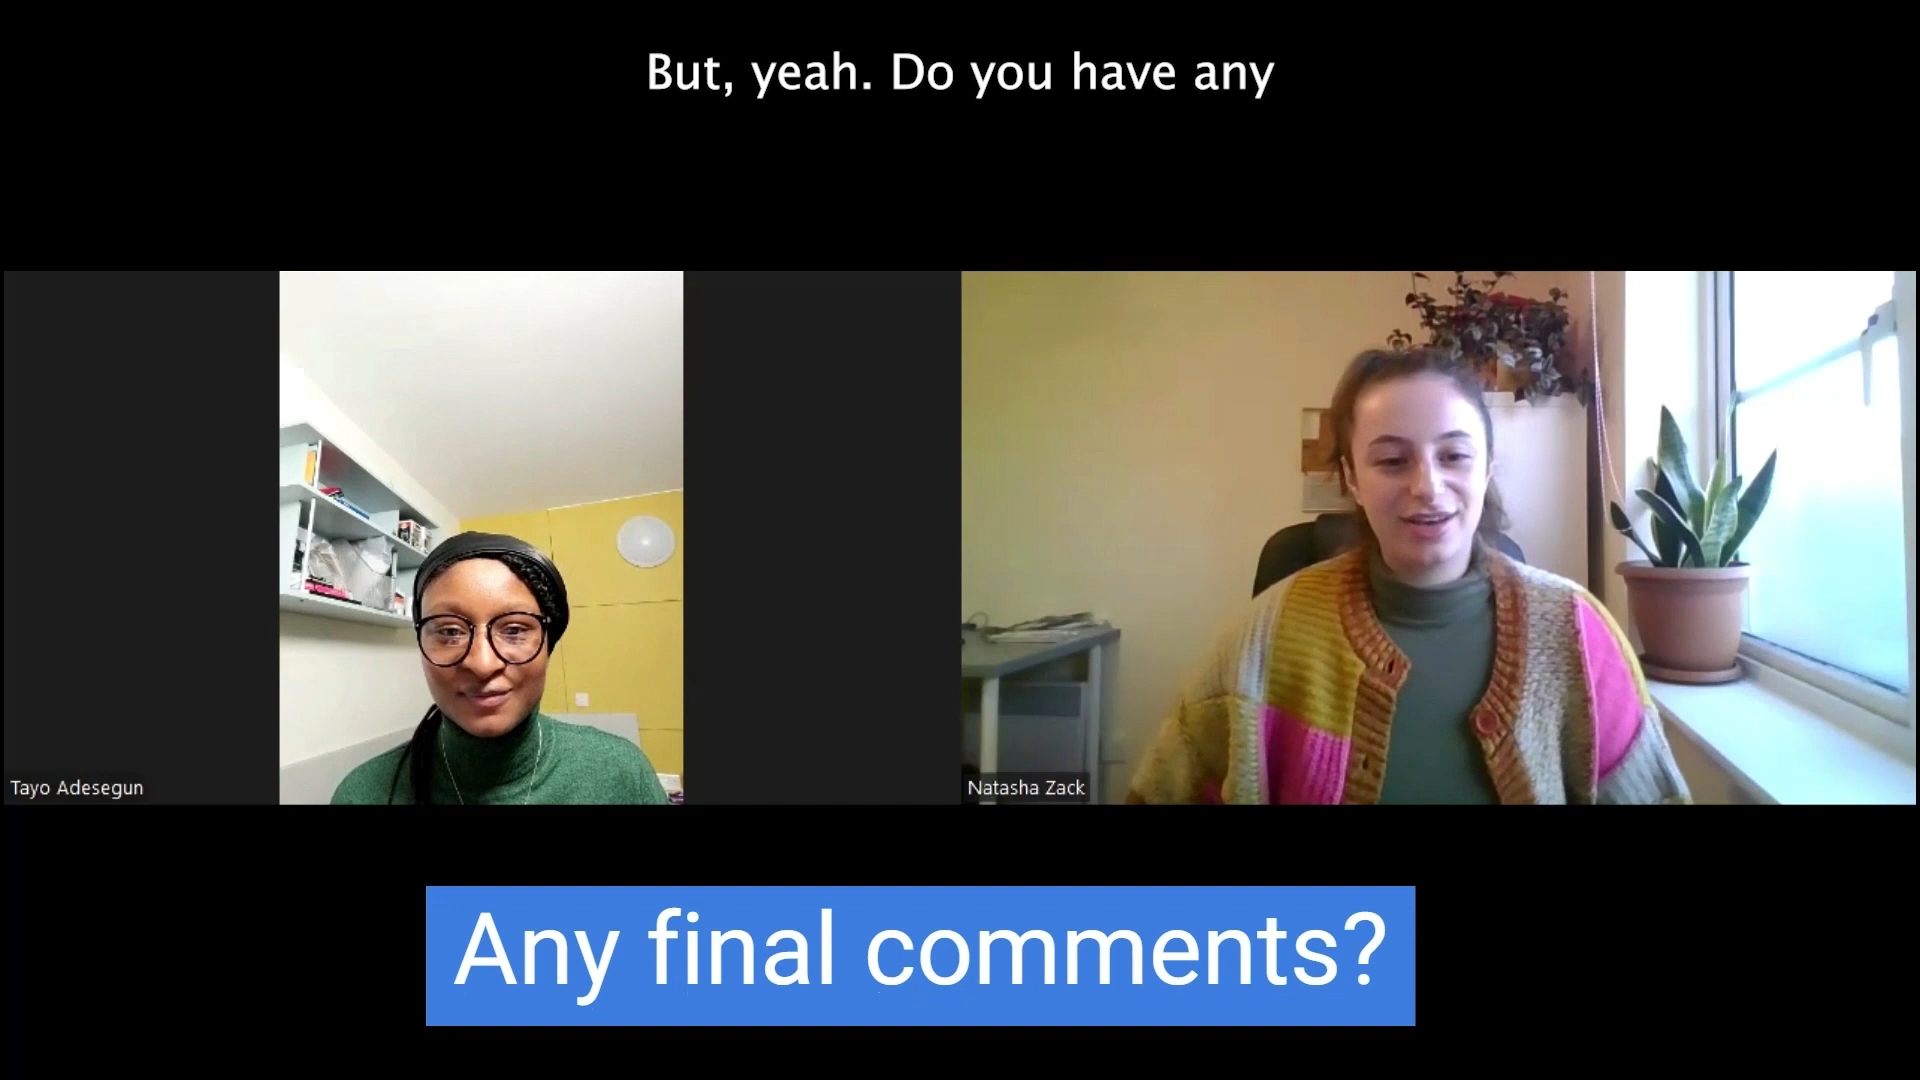 But, yeah. Do you have any
Tayo Adesegun
Natasha Zack
Any final comments?